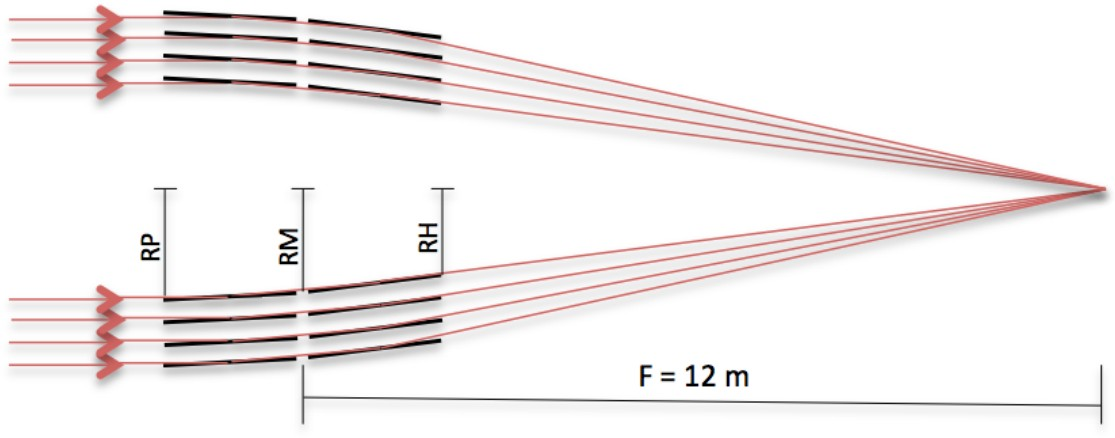 RP
RM
RH
F = 12 m